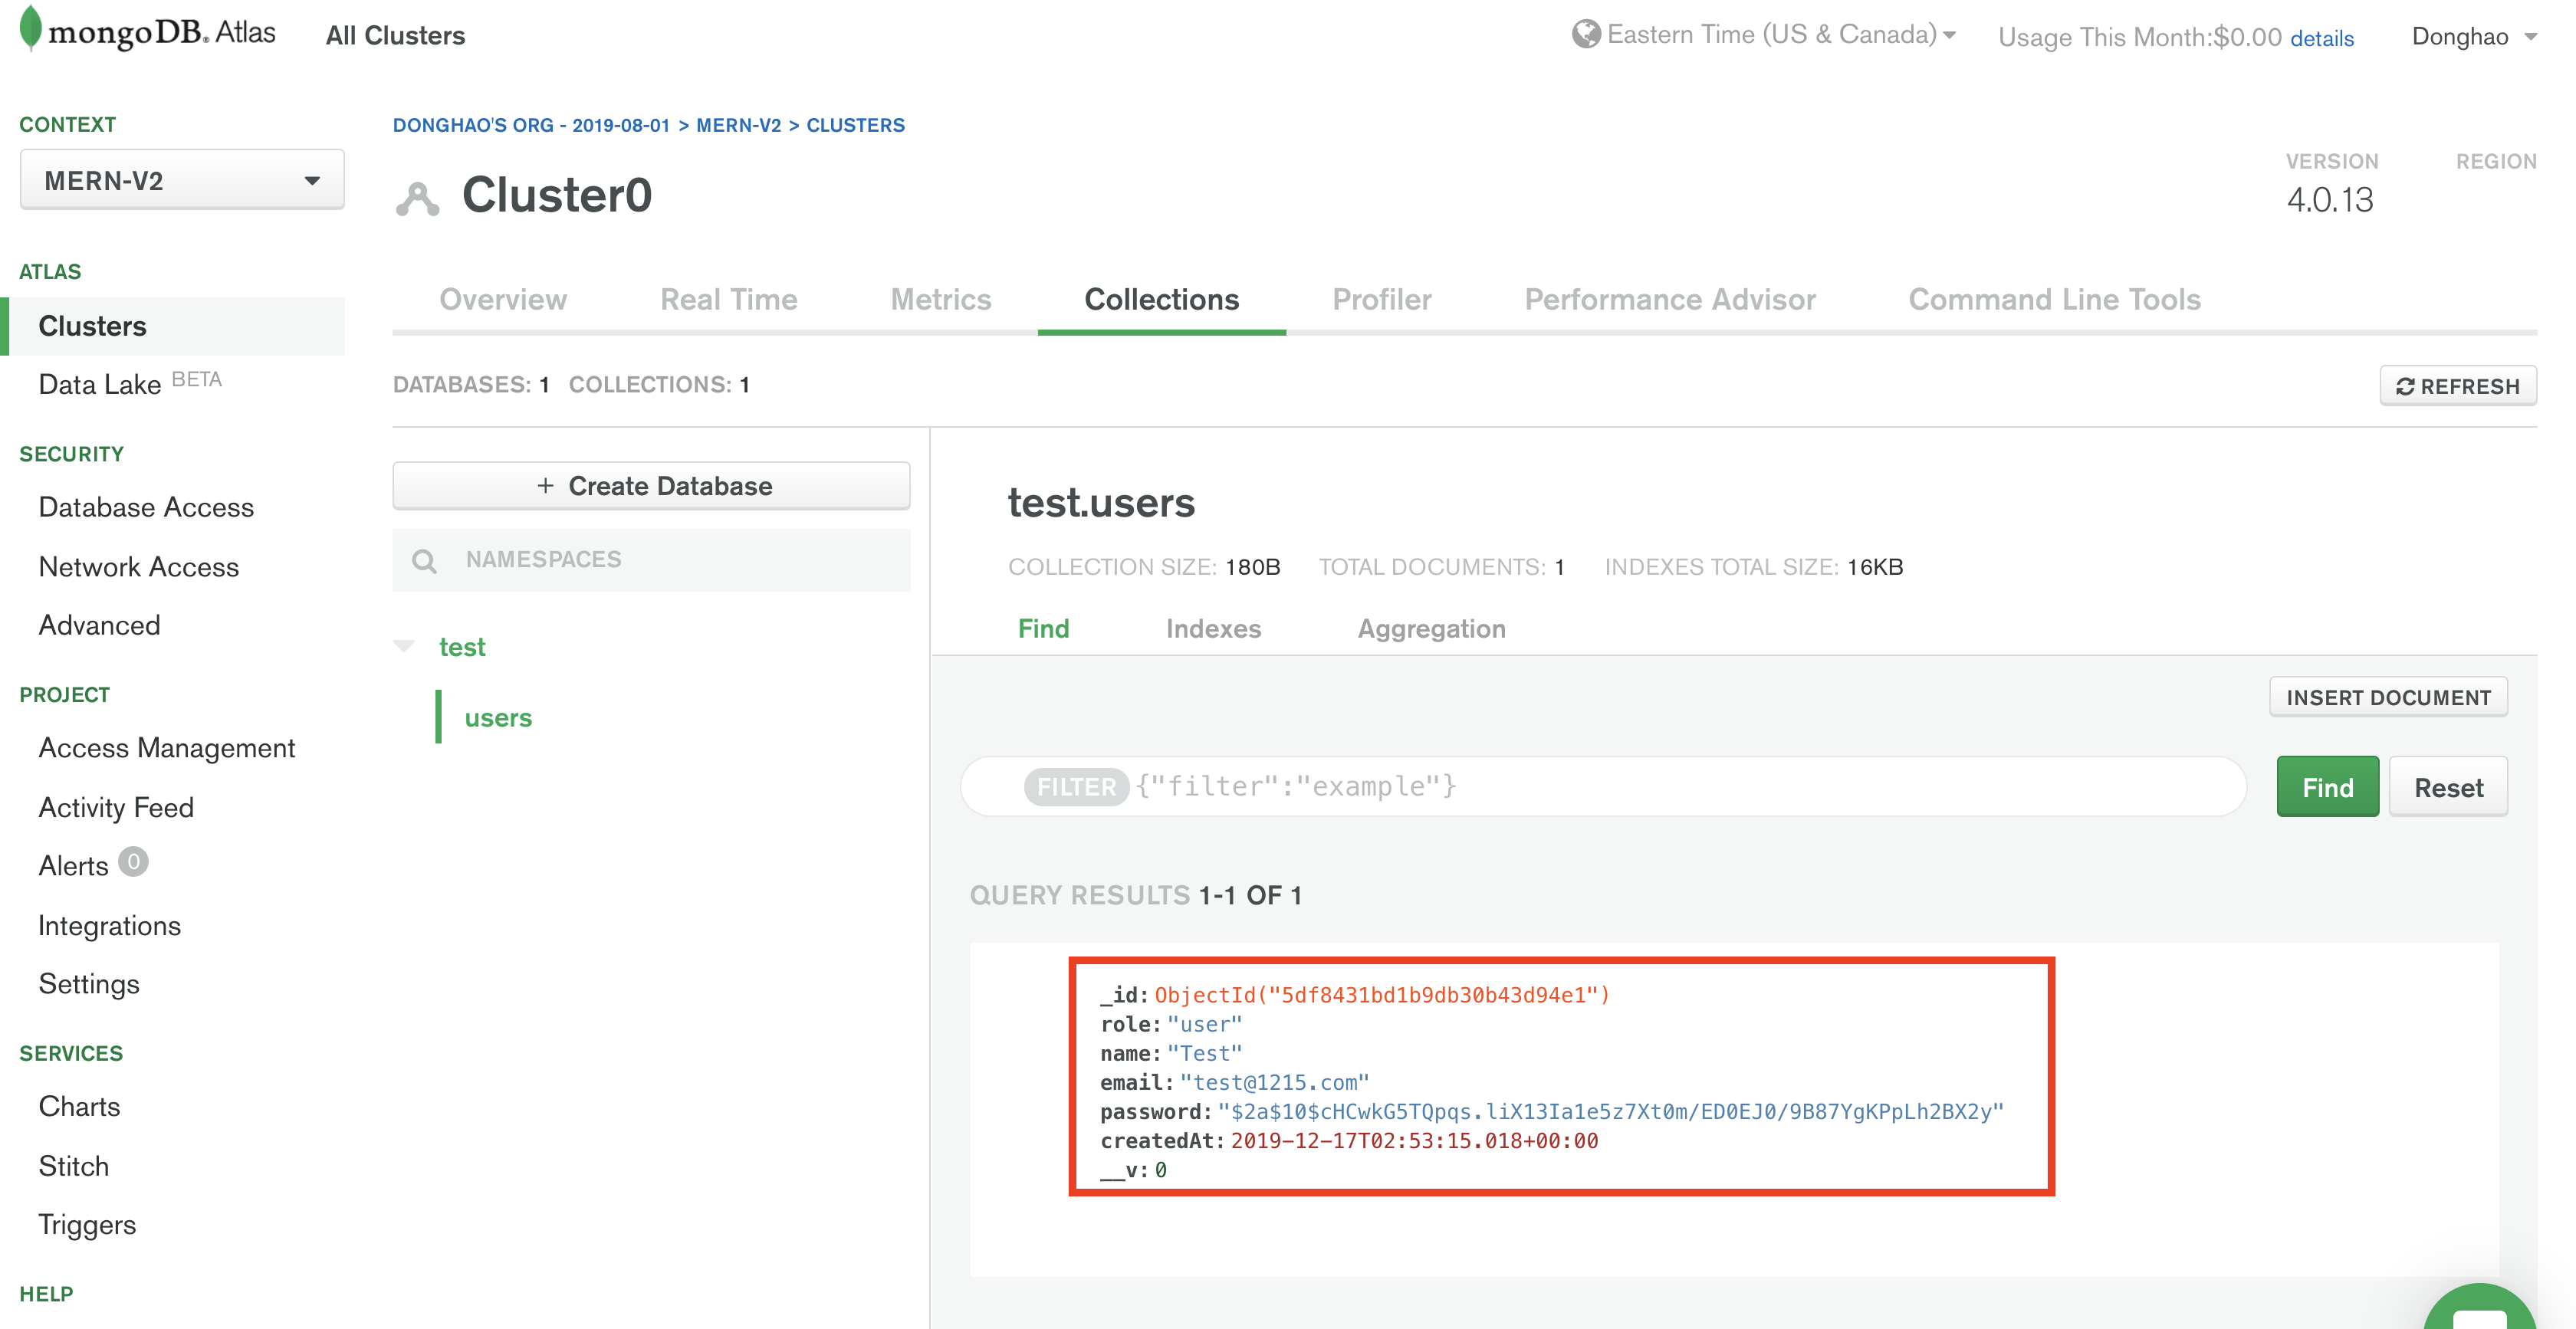 mongoDB. Atlas All Clusters Eastern Time (US & Canada) Usage This Month:$0.00 details Donghao
CONTEXT
MERN-V2
ATLAS
Clusters
Data Lake BETA
SECURITY
Database Access
Network Access
Advanced
PROJECT
Access Management
Activity Feed
Alerts 0
Integrations
Settings
SERVICES
Charts
Stitch
Triggers
HELP
DONGHAO'S ORG - 2019-08-01 > MERN-V2 > CLUSTERS
Cluster0
VERSION REGION
4.0.13
Overview Real Time Metrics Collections Profiler Performance Advisor Command Line Tools
DATABASES: 1 COLLECTIONS: 1
REFRESH
+ Create Database
NAMESPACES
test
users
test.users
COLLECTION SIZE: 180B TOTAL DOCUMENTS: 1 INDEXES TOTAL SIZE: 16KB
Find Indexes Aggregation
INSERT DOCUMENT
FILTER {"filter":"example"} Find Reset
QUERY RESULTS 1-1 OF 1
_id: ObjectId("5df8431bd1b9db30b43d94e1")
role: "user"
name: "Test"
email: "test@1215.com"
password: "$2a$10$cHCwkG5TQpqs.liX13Ia1e5z7Xt0m/ED0EJ0/9B87YgKPpLh2BX2y"
createdAt: 2019-12-17T02:53:15.018+00:00
__v: 0